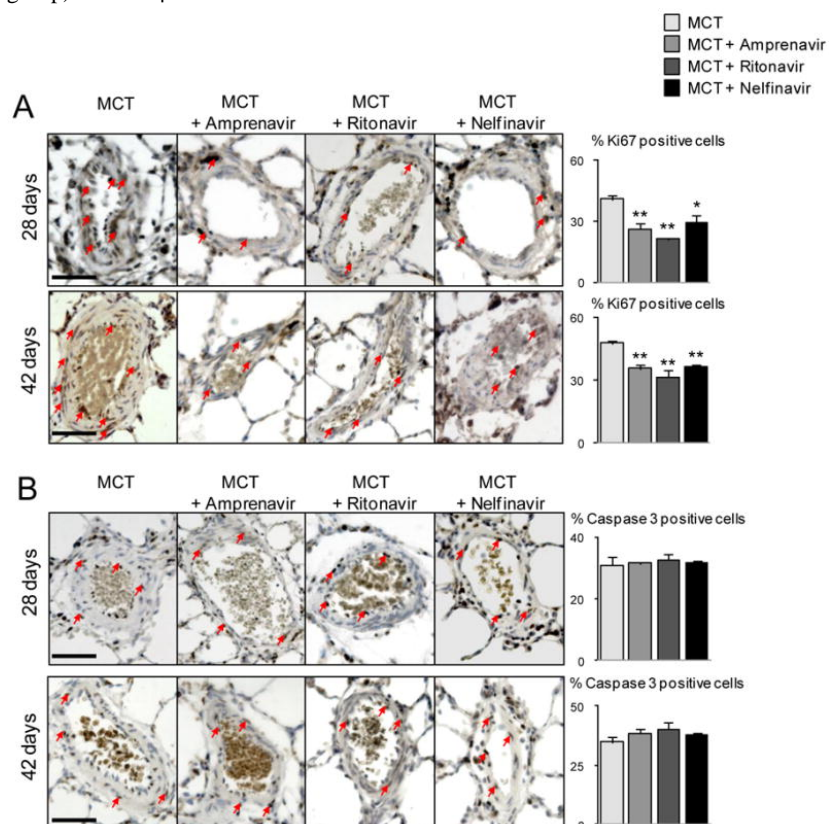 MCT
MCT + Amprenavir
MCT + Ritonavir
MCT + Nelfinavir
A
MCT
MCT
+ Amprenavir
MCT
+ Ritonavir
MCT
+ Nelfinavir
28 days
% Ki67 positive cells
60
30
0
**
**
*
42 days
% Ki67 positive cells
60
30
0
**
**
**
B
MCT
MCT
+ Amprenavir
MCT
+ Ritonavir
MCT
+ Nelfinavir
28 days
% Caspase 3 positive cells
40
20
0
42 days
% Caspase 3 positive cells
50
25
0